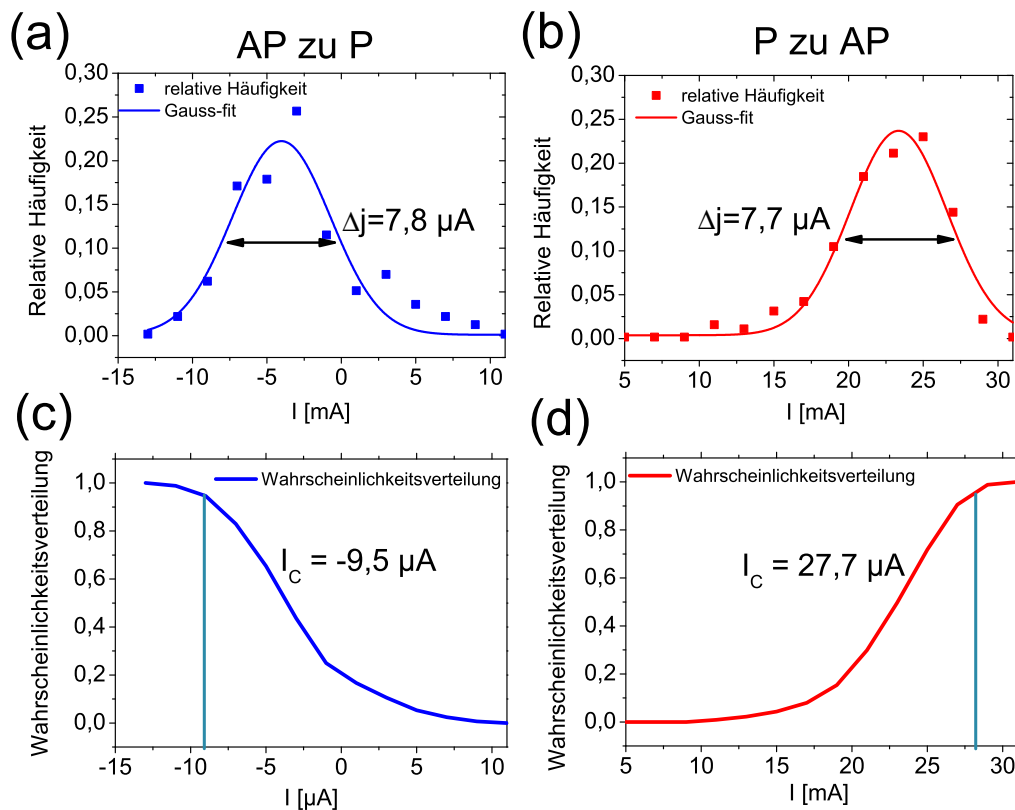 (a)
AP zu P
relative Häufigkeit
Gauss-fit
Δj=7,8 µA
Relative Häufigkeit
0,30
0,25
0,20
0,15
0,10
0,05
0,00
-15 -10 -5 0 5 10
I [mA]
(b)
P zu AP
relative Häufigkeit
Gauss-fit
Δj=7,7 µA
Relative Häufigkeit
0,30
0,25
0,20
0,15
0,10
0,05
0,00
5 10 15 20 25 30
I [mA]
(c)
Wahrscheinlichkeitsverteilung
I_C = -9,5 µA
Wahrscheinlichkeitsverteilung
1,0
0,8
0,6
0,4
0,2
0,0
-15 -10 -5 0 5 10
I [µA]
(d)
Wahrscheinlichkeitsverteilung
I_C = 27,7 µA
Wahrscheinlichkeitsverteilung
1,0
0,8
0,6
0,4
0,2
0,0
5 10 15 20 25 30
I [mA]